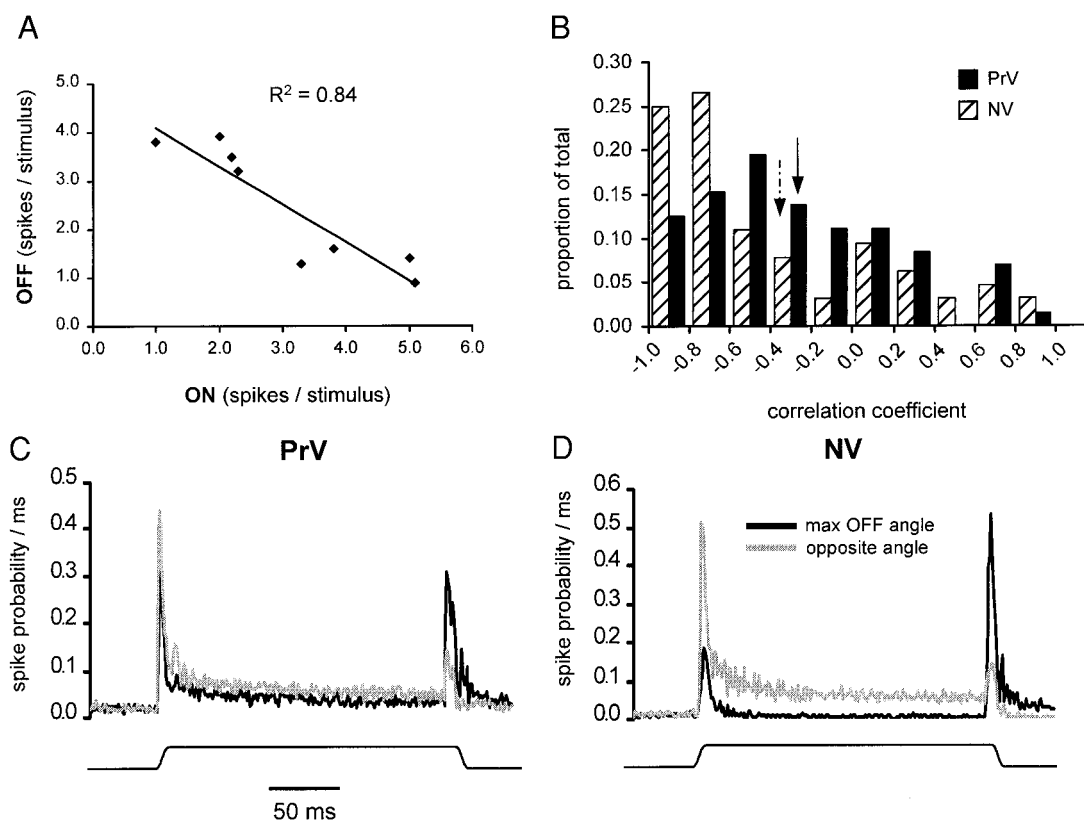 A
R² = 0.84
OFF (spikes / stimulus)
5.0
4.0
3.0
2.0
1.0
0.0
0.0 1.0 2.0 3.0 4.0 5.0 6.0
ON (spikes / stimulus)
B
PrV
NV
proportion of total
0.30
0.25
0.20
0.15
0.10
0.05
0.00
-1.0 -0.8 -0.6 -0.4 -0.2 0.0 0.2 0.4 0.6 0.8 1.0
correlation coefficient
C
PrV
spike probability / ms
0.5
0.4
0.3
0.2
0.1
0.0
50 ms
D
NV
max OFF angle
opposite angle
spike probability / ms
0.6
0.5
0.4
0.3
0.2
0.1
0.0